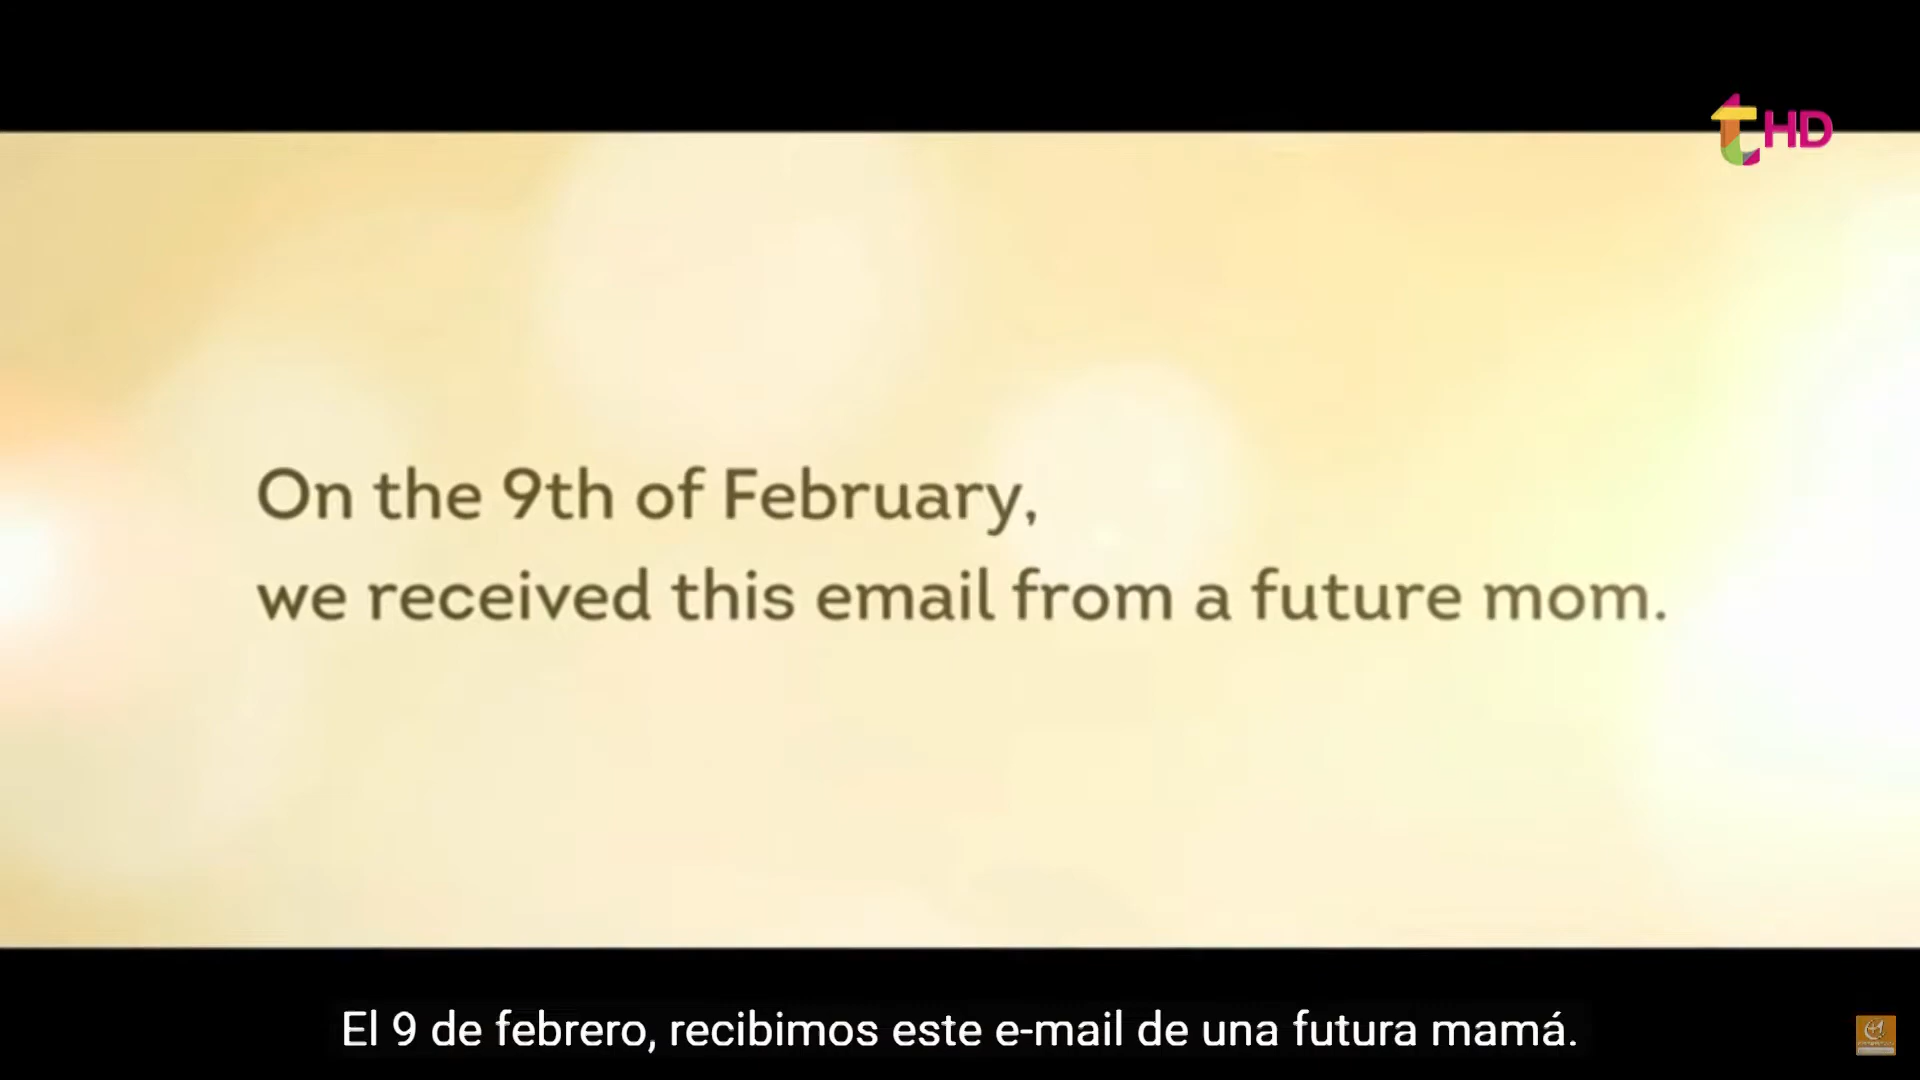 tHD
On the 9th of February,
we received this email from a future mom.
El 9 de febrero, recibimos este e-mail de una futura mamá.